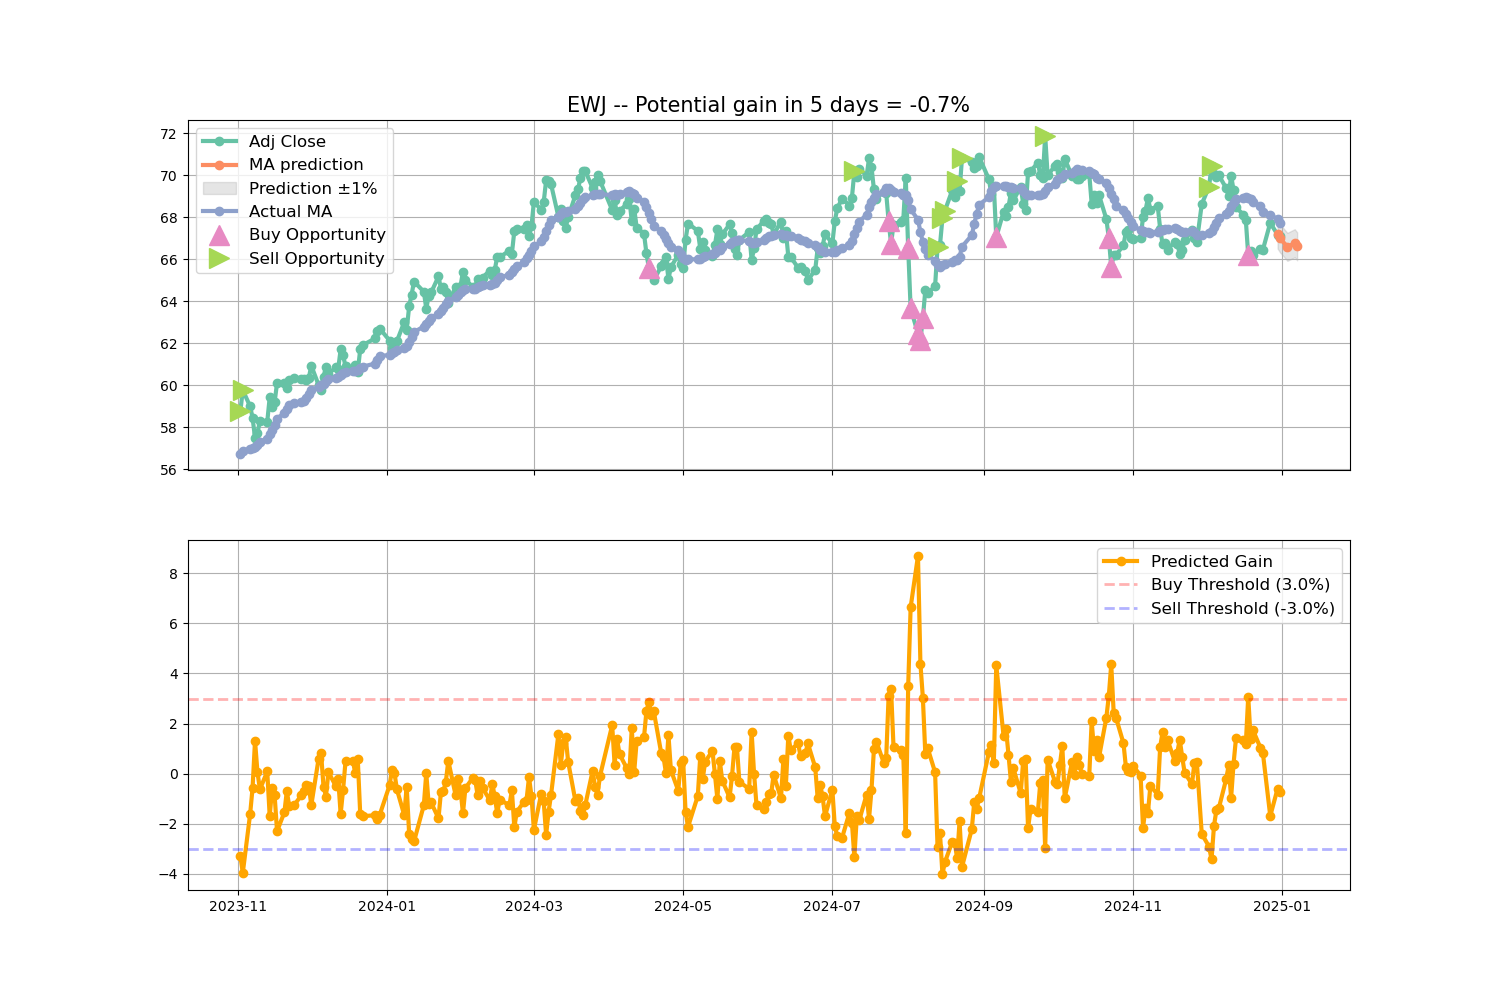 EWJ -- Potential gain in 5 days = -0.7%
72
70
68
66
64
62
60
58
56
Adj Close
MA prediction
Prediction ±1%
Actual MA
Buy Opportunity
Sell Opportunity
8
6
4
2
0
−2
−4
Predicted Gain
Buy Threshold (3.0%)
Sell Threshold (-3.0%)
2023-11
2024-01
2024-03
2024-05
2024-07
2024-09
2024-11
2025-01